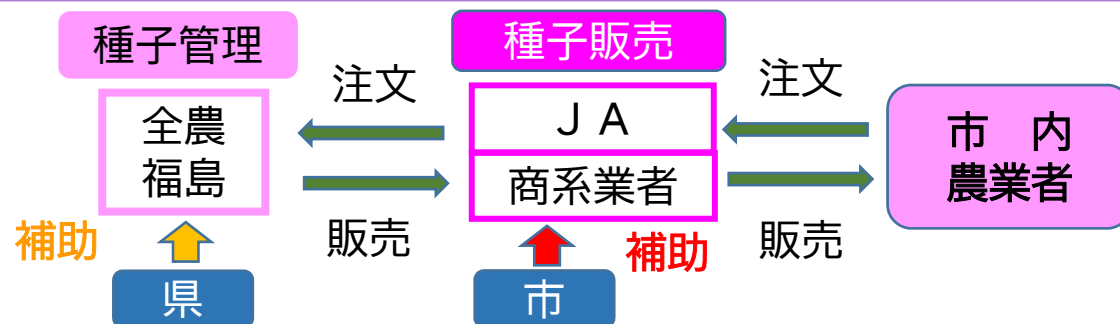 種子管理
種子販売
注文
注文
全農
福島
ＪＡ
商系業者
市　内
農業者
補助
販売
補助
販売
県
市